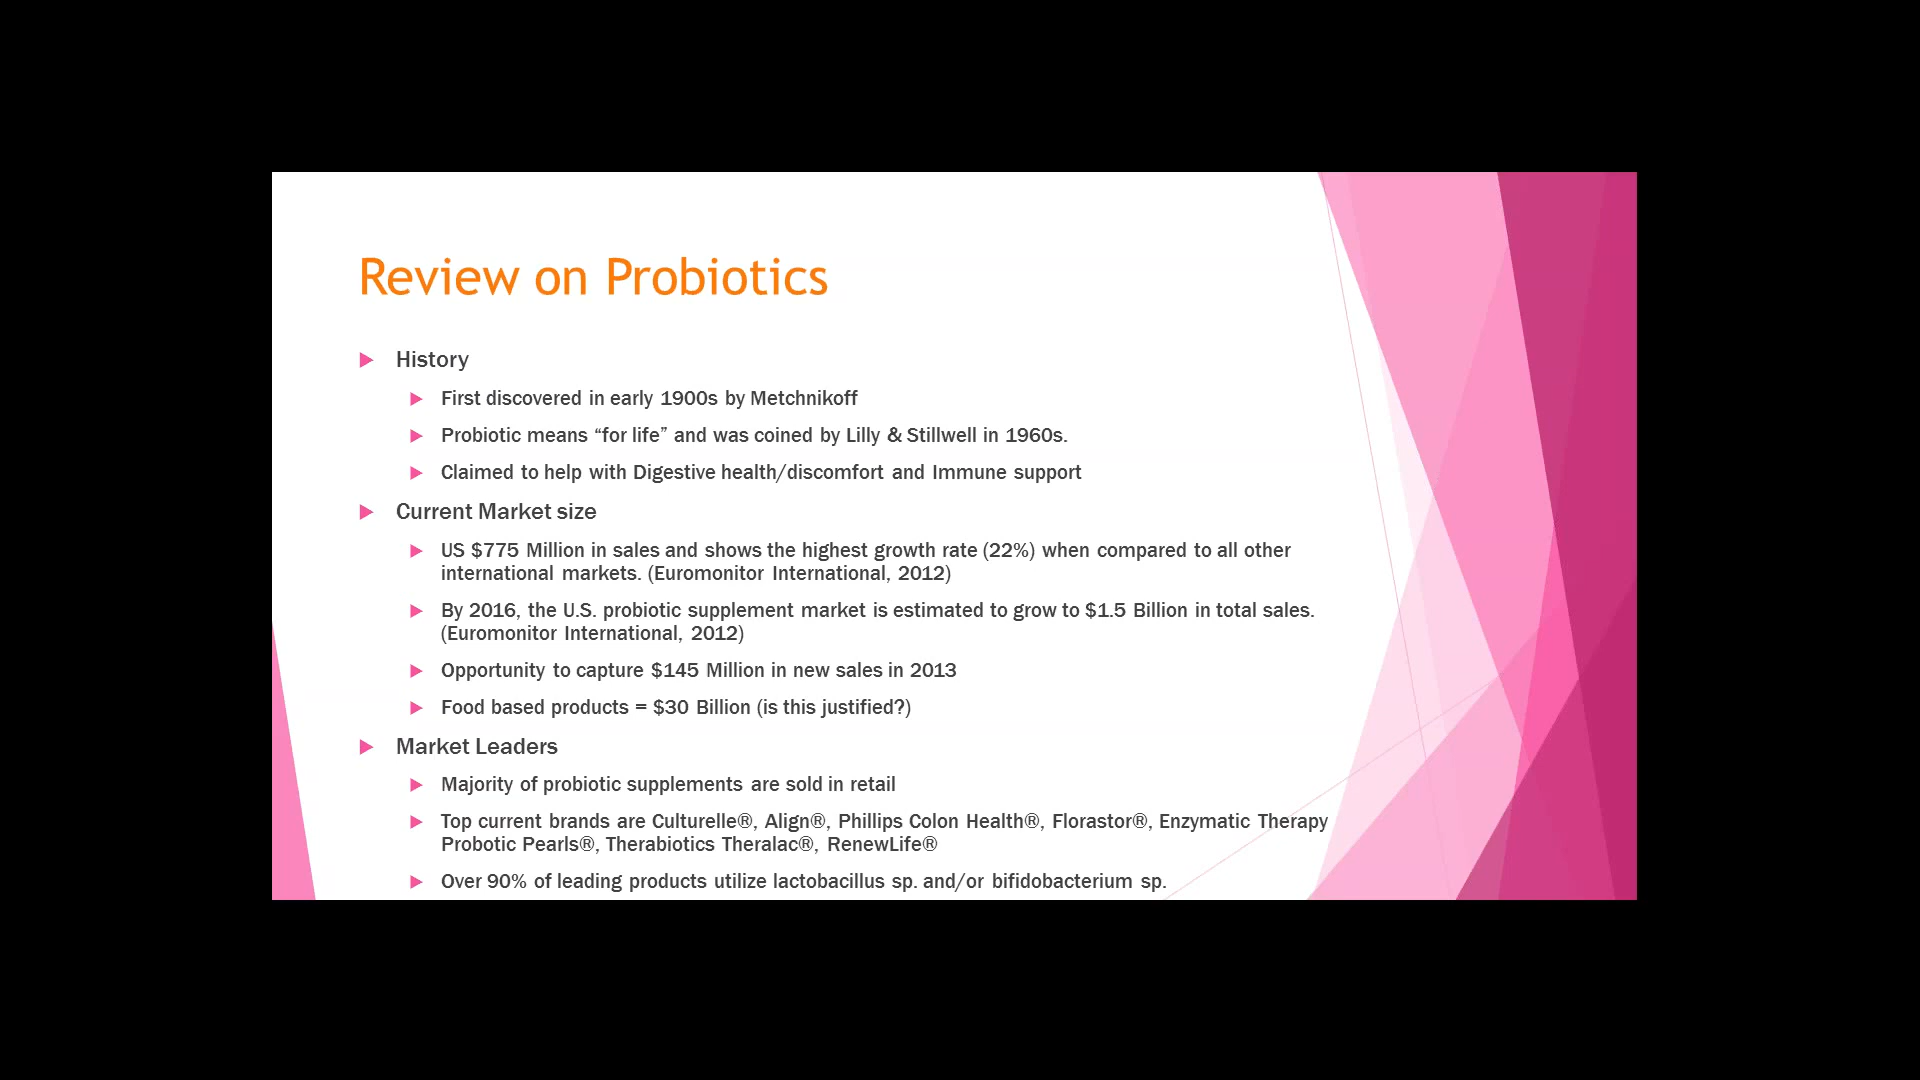 Review on Probiotics
History
First discovered in early 1900s by Metchnikoff
Probiotic means “for life” and was coined by Lilly & Stillwell in 1960s.
Claimed to help with Digestive health/discomfort and Immune support
Current Market size
US $775 Million in sales and shows the highest growth rate (22%) when compared to all other
international markets. (Euromonitor International, 2012)
By 2016, the U.S. probiotic supplement market is estimated to grow to $1.5 Billion in total sales.
(Euromonitor International, 2012)
Opportunity to capture $145 Million in new sales in 2013
Food based products = $30 Billion (is this justified?)
Market Leaders
Majority of probiotic supplements are sold in retail
Top current brands are Culturelle®, Align®, Phillips Colon Health®, Florastor®, Enzymatic Therapy
Probotic Pearls®, Therabiotics Theralac®, RenewLife®
Over 90% of leading products utilize lactobacillus sp. and/or bifidobacterium sp.